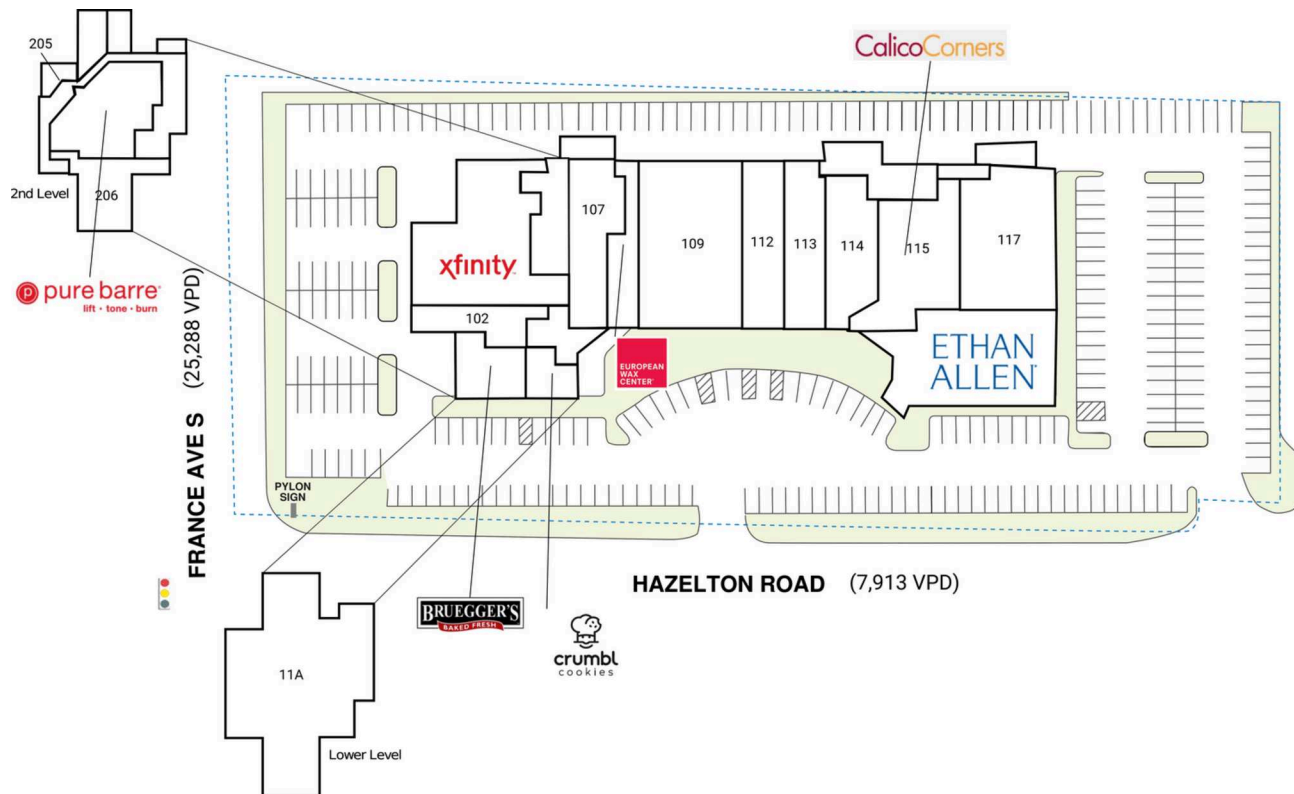 205
CalicoCorners
2nd Level
206
pure barre
lift • tone • burn
107
109
112
113
114
115
117
xfinity
102
EUROPEAN
WAX
CENTER
ETHAN
ALLEN
PYLON
SIGN
FRANCE AVE S (25,288 VPD)
HAZELTON ROAD (7,913 VPD)
BRUEGGER'S
BAKED FRESH
crumbl
cookies
11A
Lower Level